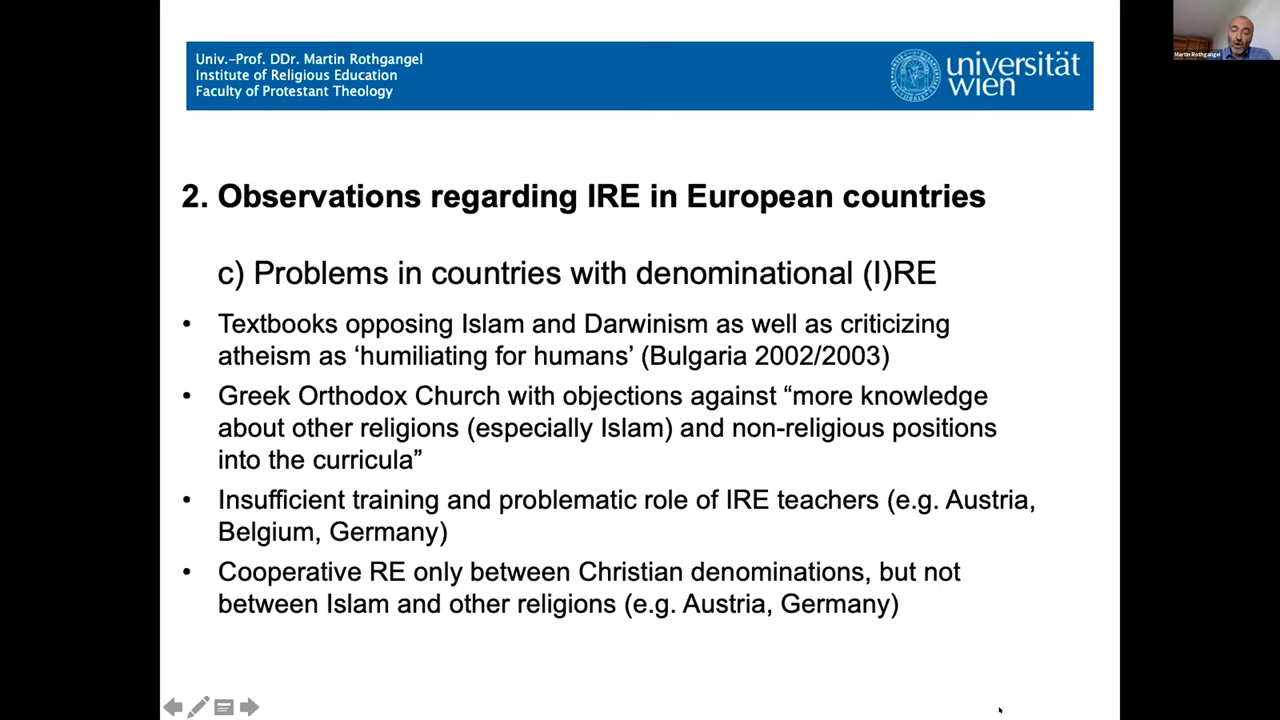 Univ.-Prof. DDr. Martin Rothgangel
Institute of Religious Education
Faculty of Protestant Theology
universität
wien
Martin Rothgangel
2. Observations regarding IRE in European countries
c) Problems in countries with denominational (I)RE
• Textbooks opposing Islam and Darwinism as well as criticizing
atheism as ‘humiliating for humans’ (Bulgaria 2002/2003)
• Greek Orthodox Church with objections against “more knowledge
about other religions (especially Islam) and non-religious positions
into the curricula”
• Insufficient training and problematic role of IRE teachers (e.g. Austria,
Belgium, Germany)
• Cooperative RE only between Christian denominations, but not
between Islam and other religions (e.g. Austria, Germany)